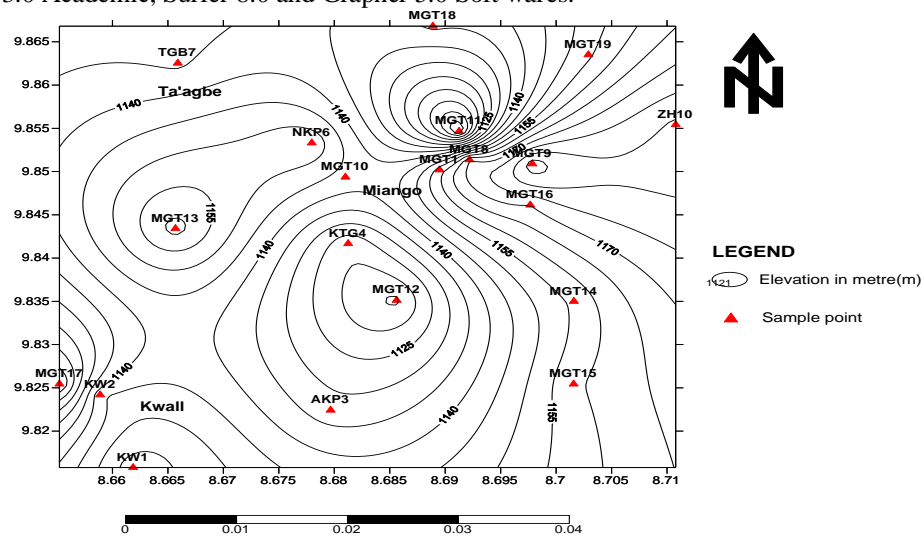 5.0 Academic, Surfer 8.0 and Grapher 3.0 Soft-wares.
MGT18
9.865
MGT19
TGB7
9.86
Ta'agbe
1140
1140
1140
1125
ZH10
MGT11
1155
9.855
NKP6
MGT8
MGT9
MGT10
MGT1
9.85
Miango
MGT16
9.845
1155
MGT13
KTG4
1140
1140
1155
1170
9.84
LEGEND
1121
Elevation in metre(m)
MGT12
MGT14
9.835
Sample point
9.83
1125
MGT17
1140
MGT15
9.825
KW2
Kwall
AKP3
1140
1155
9.82
KW1
8.66 8.665 8.67 8.675 8.68 8.685 8.69 8.695 8.7 8.705 8.71
0 0.01 0.02 0.03 0.04
N